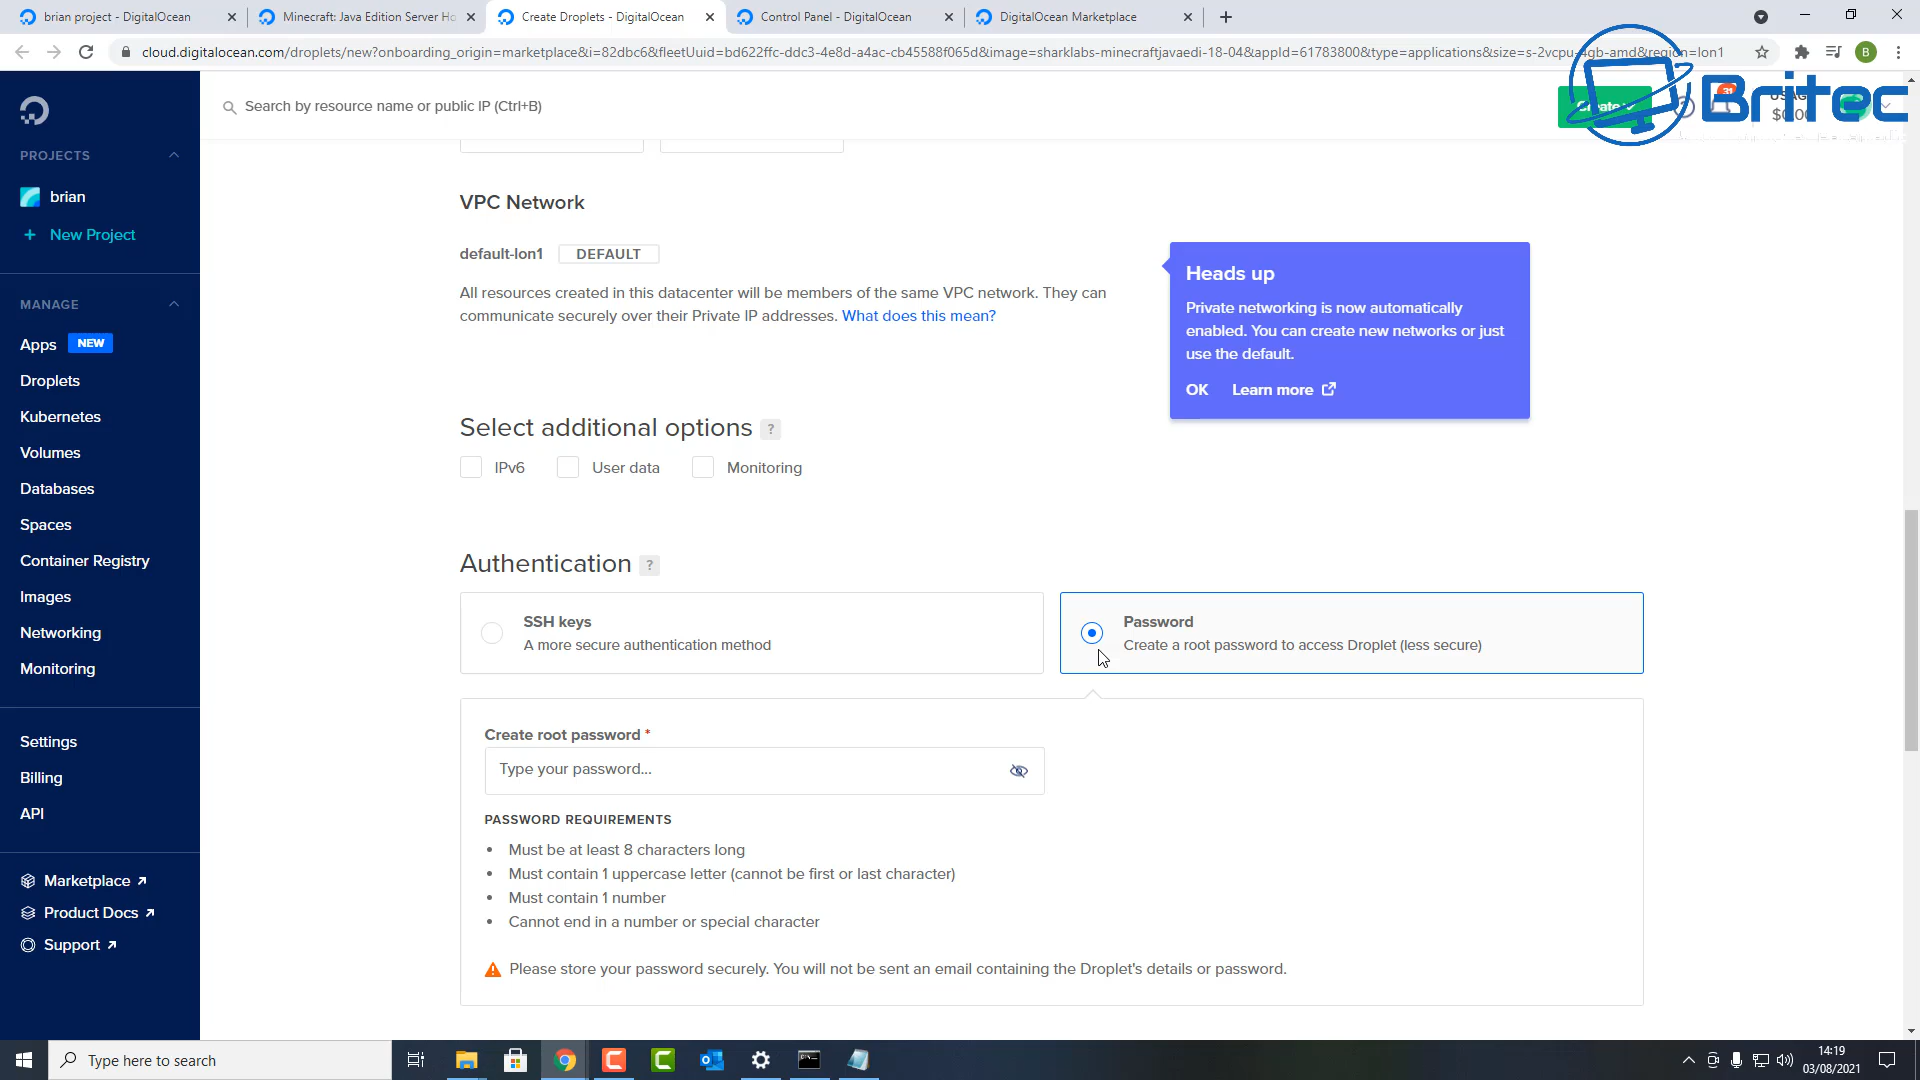 brian project - DigitalOcean
Minecraft: Java Edition Server Ho
Create Droplets - DigitalOcean
Control Panel - DigitalOcean
DigitalOcean Marketplace
cloud.digitalocean.com/droplets/new?onboarding_origin=marketplace&i=82dbc6&fleetUuid=bd622ffc-ddc3-4e8d-a4ac-cb45588f065d&image=sharklabs-minecraftjavaedi-18-04&appId=61783800&type=applications&size=s-2vcpu-4gb-amd&region=lon1
B
Search by resource name or public IP (Ctrl+B)
Create
31
USAGE
$0.00
Britec
PROJECTS
brian
+ New Project
MANAGE
Apps NEW
Droplets
Kubernetes
Volumes
Databases
Spaces
Container Registry
Images
Networking
Monitoring
Settings
Billing
API
Marketplace
Product Docs
Support
VPC Network
default-lon1 DEFAULT
All resources created in this datacenter will be members of the same VPC network. They can
communicate securely over their Private IP addresses. What does this mean?
Heads up
Private networking is now automatically
enabled. You can create new networks or just
use the default.
OK Learn more
Select additional options ?
IPv6 User data Monitoring
Authentication ?
SSH keys
A more secure authentication method
Password
Create a root password to access Droplet (less secure)
Create root password *
Type your password...
PASSWORD REQUIREMENTS
• Must be at least 8 characters long
• Must contain 1 uppercase letter (cannot be first or last character)
• Must contain 1 number
• Cannot end in a number or special character
Please store your password securely. You will not be sent an email containing the Droplet's details or password.
Type here to search
14:19
03/08/2021